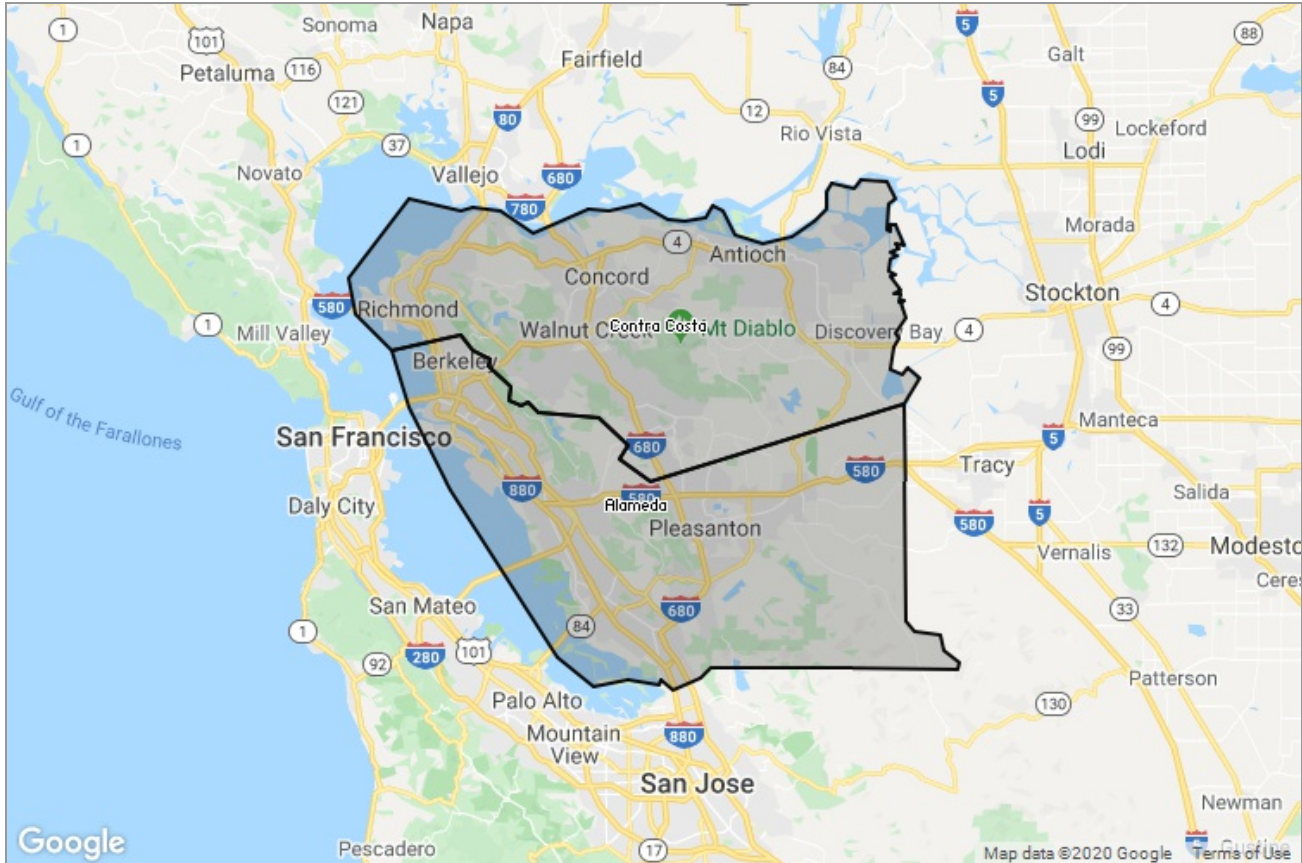 Sonoma
Napa
1
101
Petaluma
116
Fairfield
84
5
Galt
88
121
80
12
5
99
Lockeford
1
37
Rio Vista
Lodi
Novato
Vallejo
680
780
Morada
4
Antioch
Concord
Stockton
580
Richmond
4
1
Mill Valley
Walnut Creek
Contra Costa
Mt Diablo
Discovery Bay
4
99
Berkeley
Gulf of the Farallones
San Francisco
680
5
Manteca
580
Tracy
880
580
Salida
Daly City
Alameda
5
Pleasanton
580
Vernalis
132
Modesto
Ceres
San Mateo
680
33
1
84
92
280
101
Patterson
Palo Alto
130
Mountain
View
880
San Jose
Newman
Google
Pescadero
17
Map data ©2020 Google
Terms of Use